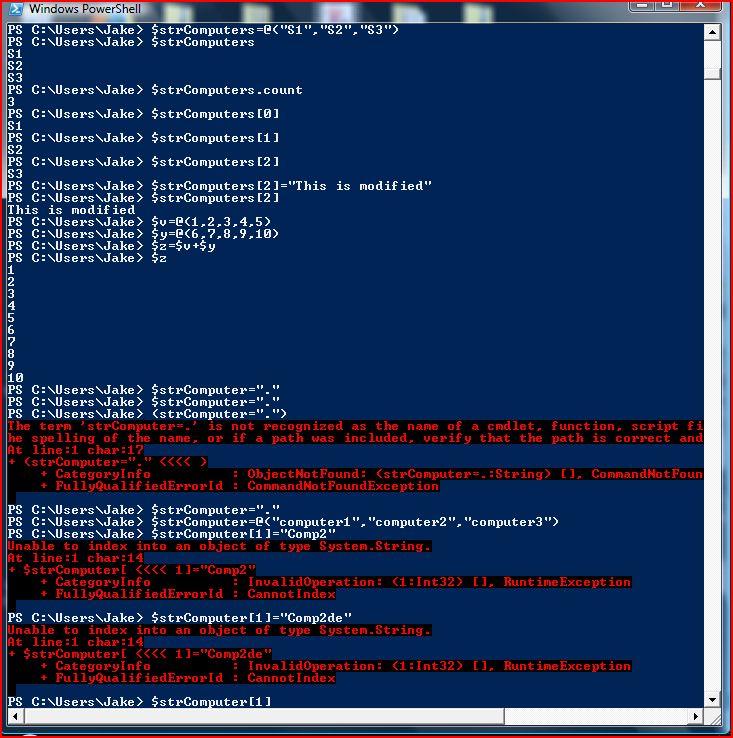 Windows PowerShell
PS C:\Users\Jake> $strComputers=@("S1","S2","S3")
PS C:\Users\Jake> $strComputers
S1
S2
S3
PS C:\Users\Jake> $strComputers.count
3
PS C:\Users\Jake> $strComputers[0]
S1
PS C:\Users\Jake> $strComputers[1]
S2
PS C:\Users\Jake> $strComputers[2]
S3
PS C:\Users\Jake> $strComputers[2]="This is modified"
PS C:\Users\Jake> $strComputers[2]
This is modified
PS C:\Users\Jake> $v=@(1,2,3,4,5)
PS C:\Users\Jake> $y=@(6,7,8,9,10)
PS C:\Users\Jake> $z=$v+$y
PS C:\Users\Jake> $z
1
2
3
4
5
6
7
8
9
10
PS C:\Users\Jake> $strComputer="."
PS C:\Users\Jake> $strComputer="."
PS C:\Users\Jake> (strComputer=".")
The term 'strComputer=.' is not recognized as the name of a cmdlet, function, script fi
he spelling of the name, or if a path was included, verify that the path is correct and
At line:1 char:17
+ (strComputer="." <<<< )
    + CategoryInfo          : ObjectNotFound: (strComputer=.:String) [], CommandNotFoun
    + FullyQualifiedErrorId : CommandNotFoundException
PS C:\Users\Jake> $strComputer="."
PS C:\Users\Jake> $strComputer=@("computer1","computer2","computer3")
PS C:\Users\Jake> $strComputer[1]="Comp2"
Unable to index into an object of type System.String.
At line:1 char:14
+ $strComputer[ <<<< 1]="Comp2"
    + CategoryInfo          : InvalidOperation: (1:Int32) [], RuntimeException
    + FullyQualifiedErrorId : CannotIndex
PS C:\Users\Jake> $strComputer[1]="Comp2de"
Unable to index into an object of type System.String.
At line:1 char:14
+ $strComputer[ <<<< 1]="Comp2de"
    + CategoryInfo          : InvalidOperation: (1:Int32) [], RuntimeException
    + FullyQualifiedErrorId : CannotIndex
PS C:\Users\Jake> $strComputer[1]